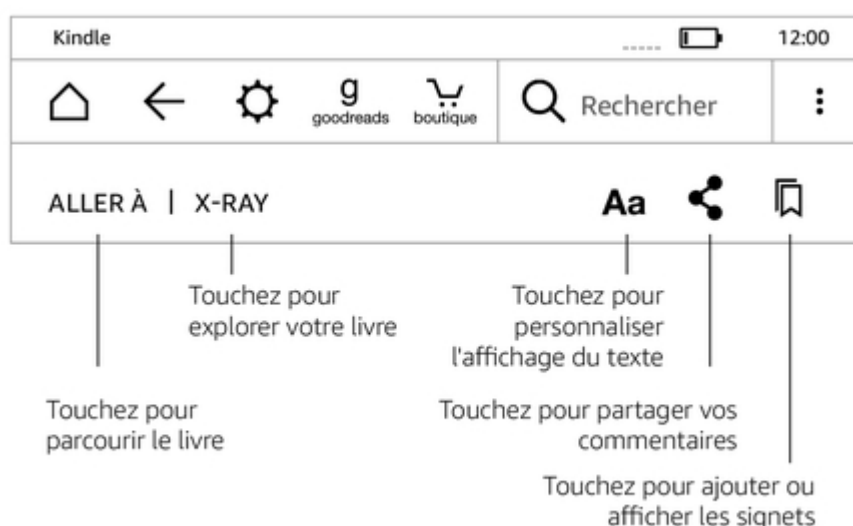 Kindle 12:00
g
goodreads boutique Rechercher
ALLER À | X-RAY Aa
Touchez pour
explorer votre livre
Touchez pour
personnaliser
l'affichage du texte
Touchez pour
parcourir le livre
Touchez pour partager vos
commentaires
Touchez pour ajouter ou
afficher les signets